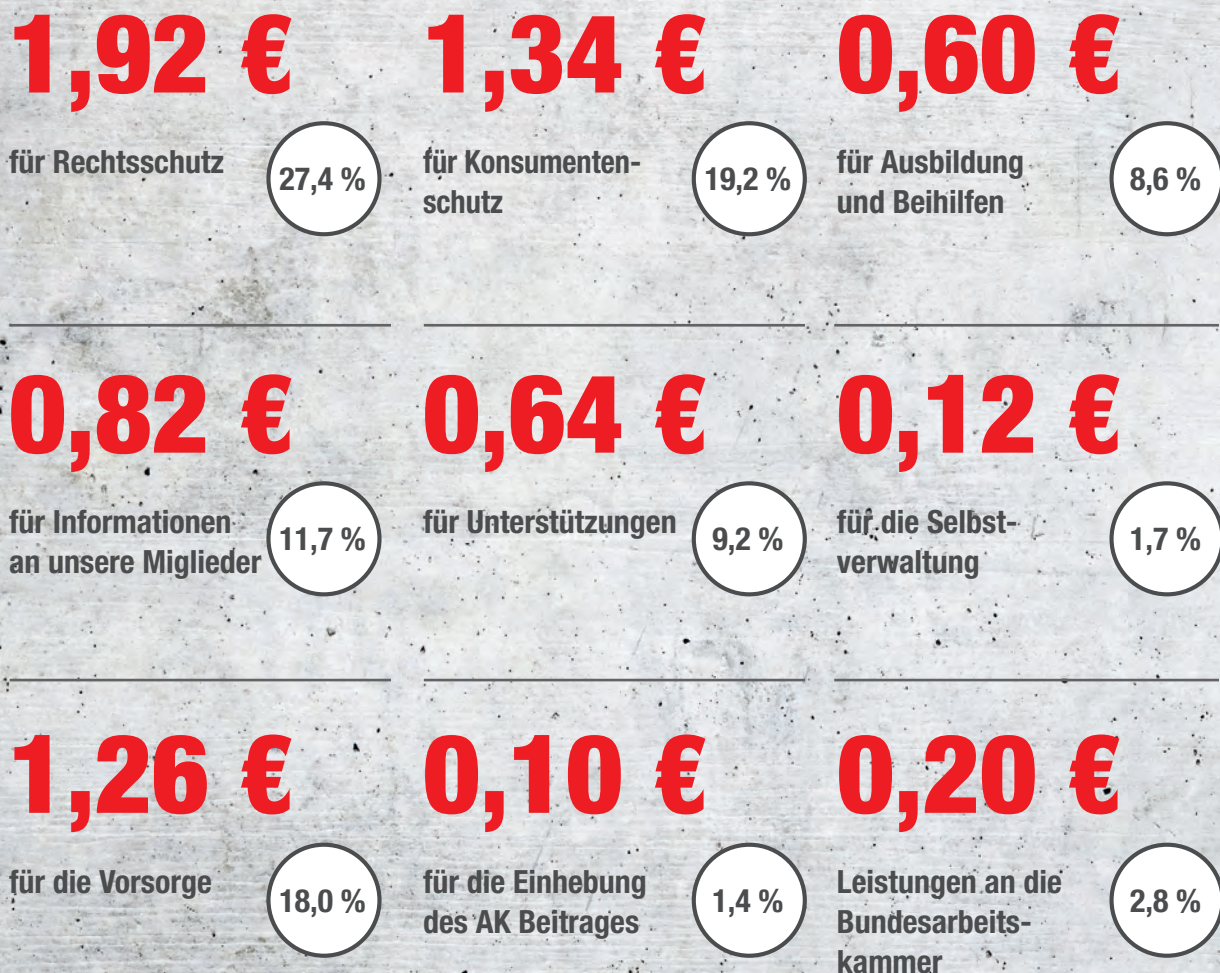 1,92 €
für Rechtsschutz
27,4 %
1,34 €
für Konsumenten-
schutz
19,2 %
0,60 €
für Ausbildung
und Beihilfen
8,6 %
0,82 €
für Informationen
an unsere Miglieder
11,7 %
0,64 €
für Unterstützungen
9,2 %
0,12 €
für die Selbst-
verwaltung
1,7 %
1,26 €
für die Vorsorge
18,0 %
0,10 €
für die Einhebung
des AK Beitrages
1,4 %
0,20 €
Leistungen an die
Bundesarbeits-
kammer
2,8 %